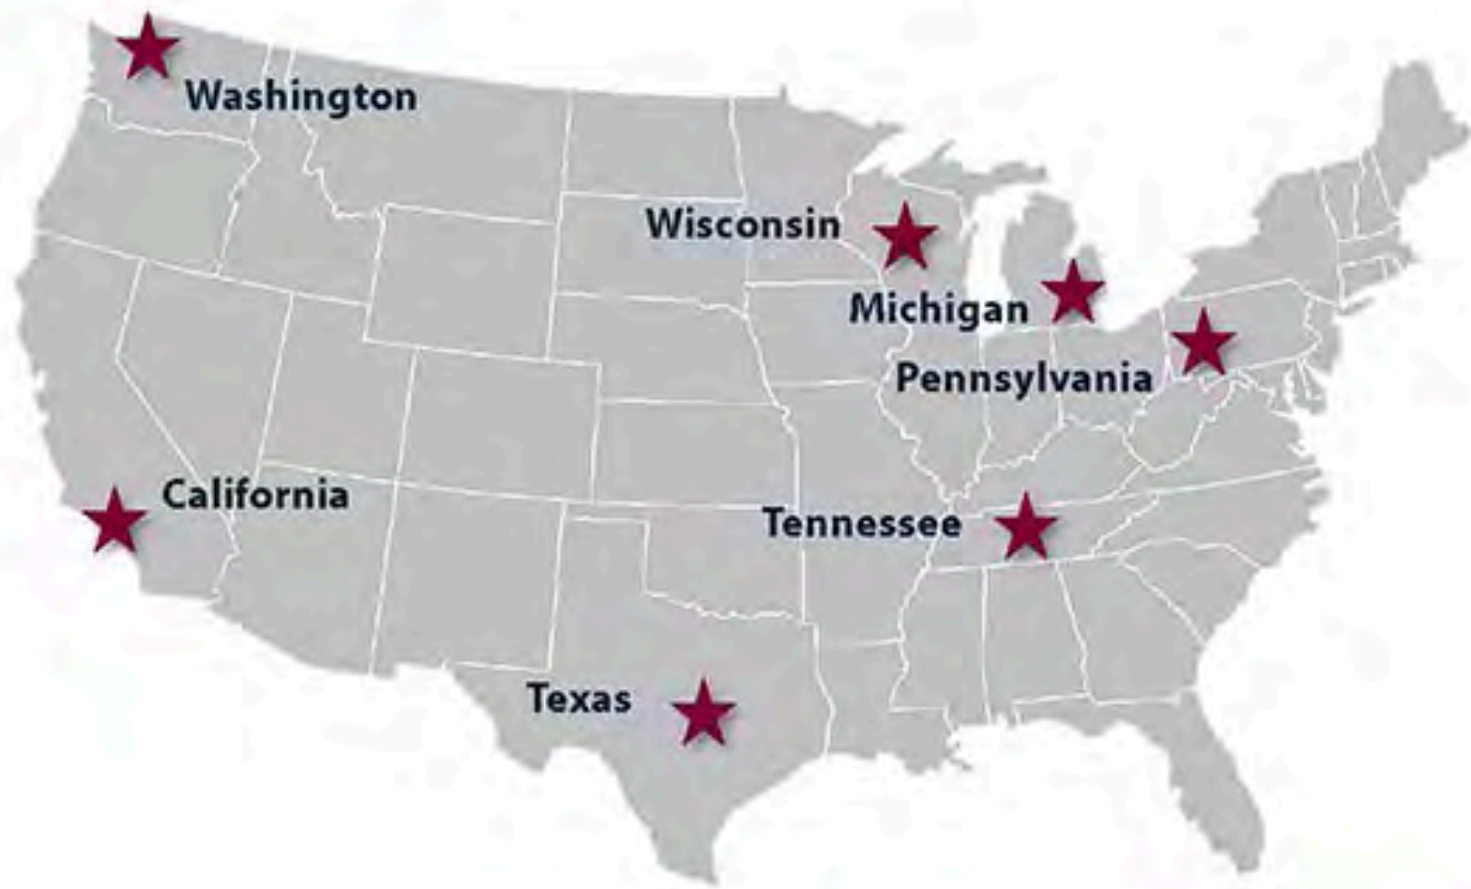 Washington
Wisconsin
Michigan
Pennsylvania
California
Tennessee
Texas